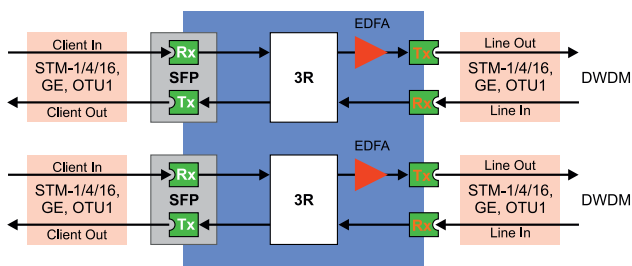 EDFA
Client In
Rx
Tx
Line Out
STM-1/4/16,
GE, OTU1
SFP
3R
STM-1/4/16,
GE, OTU1
DWDM
Client Out
Tx
Rx
Line In
EDFA
Client In
Rx
Tx
Line Out
STM-1/4/16,
GE, OTU1
SFP
3R
STM-1/4/16,
GE, OTU1
DWDM
Client Out
Tx
Rx
Line In